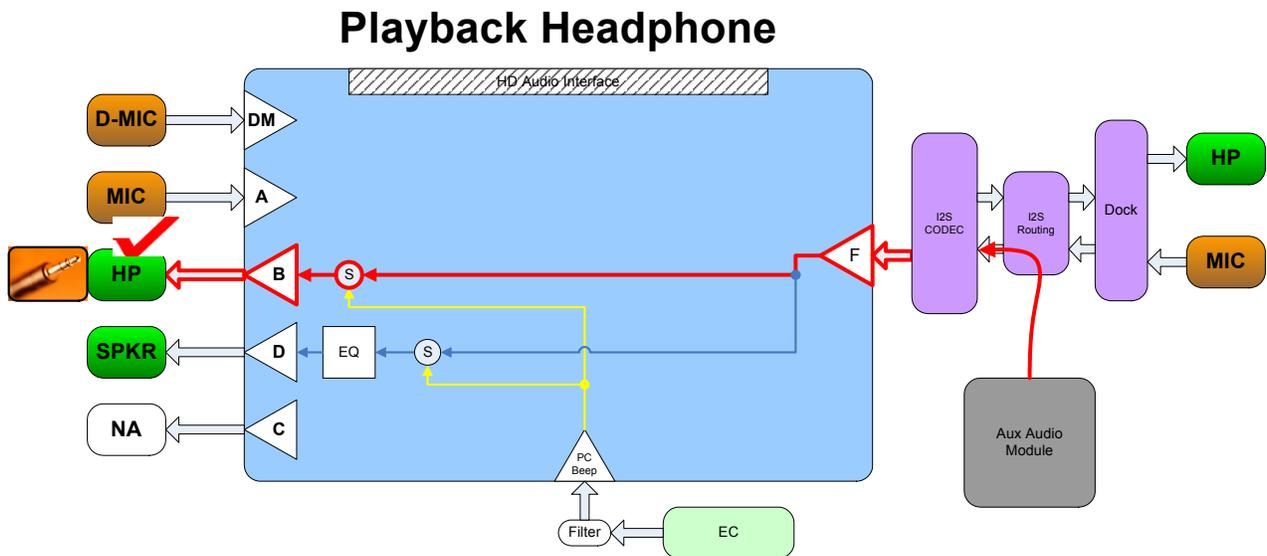 Playback Headphone
HD Audio Interface
D-MIC
DM
MIC
A
HP
B
S
F
SPKR
D
EQ
S
NA
C
PC
Beep
Filter
EC
I2S
CODEC
I2S
Routing
Dock
HP
MIC
Aux Audio
Module